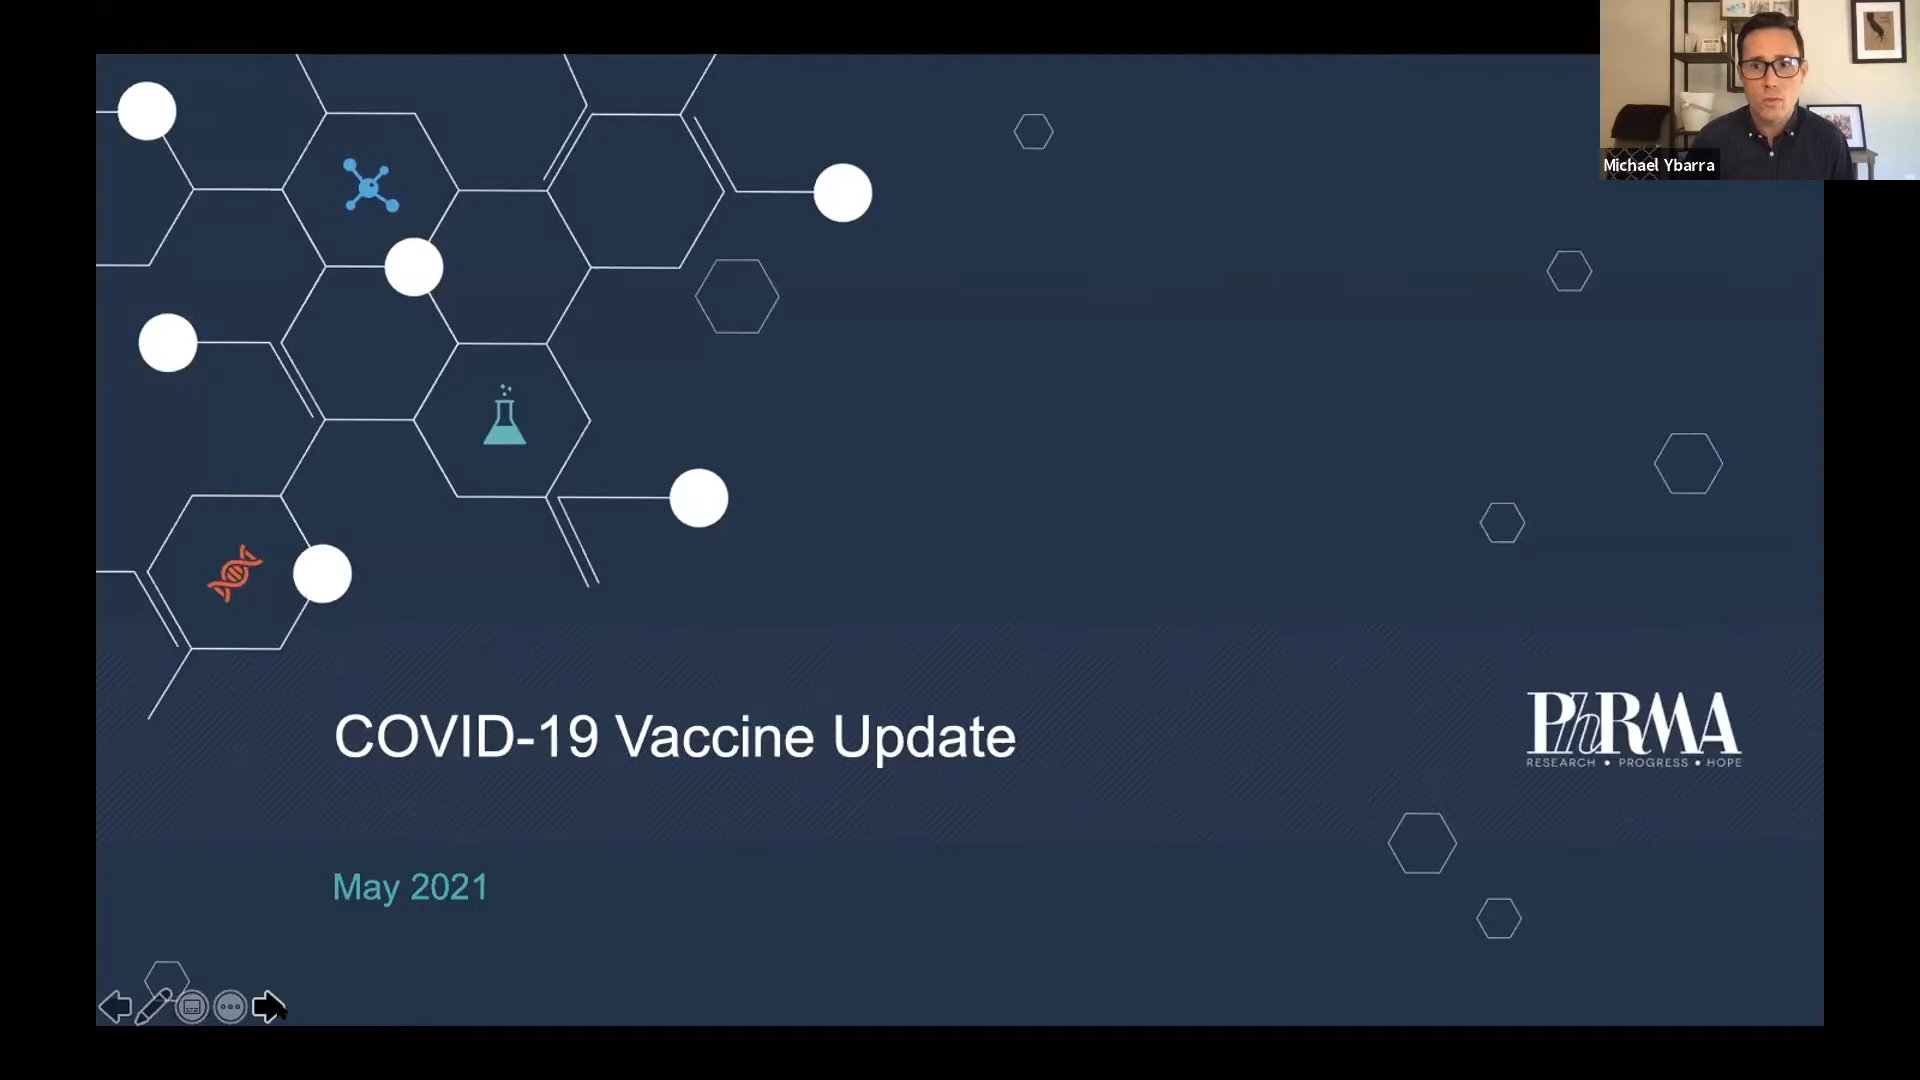 Michael Ybarra
COVID-19 Vaccine Update
PhRMA
RESEARCH • PROGRESS • HOPE
May 2021